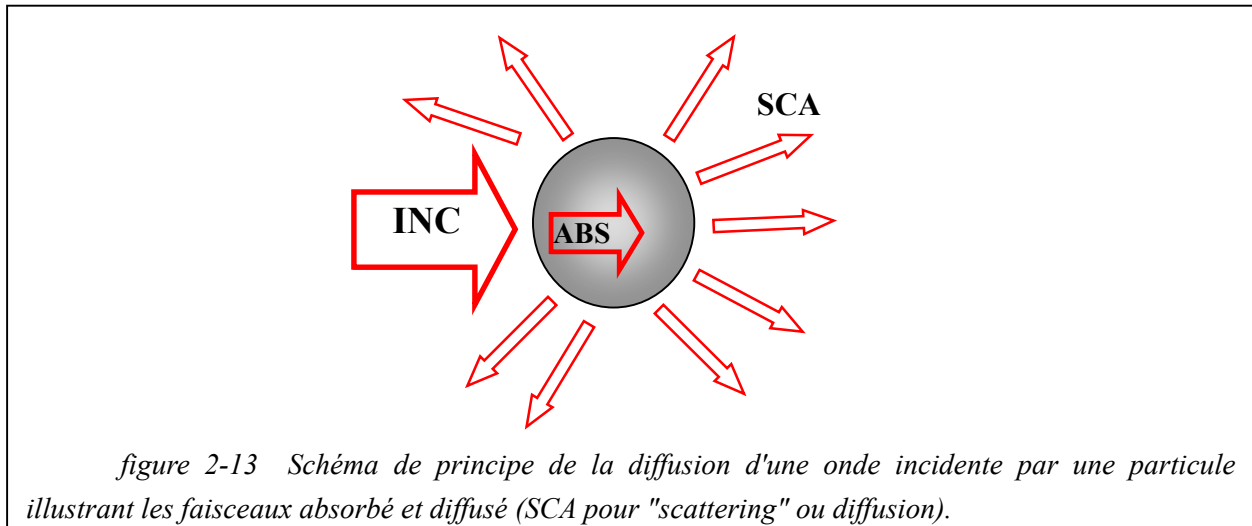 SCA
INC
ABS
figure 2-13 Schéma de principe de la diffusion d'une onde incidente par une particule
illustrant les faisceaux absorbé et diffusé (SCA pour "scattering" ou diffusion).